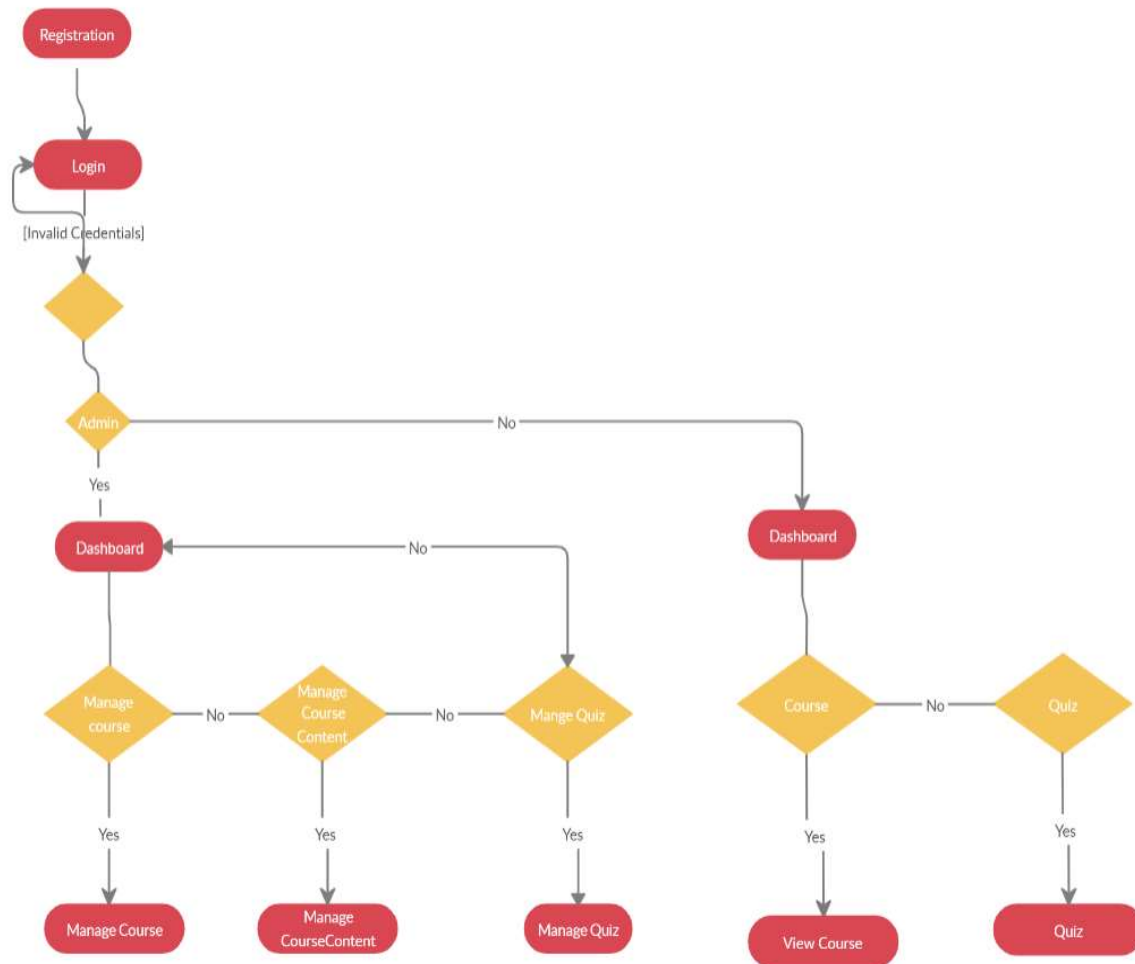 Registration
Login
[Invalid Credentials]
Admin
No
Yes
Dashboard
No
Dashboard
Manage
course
No
Manage
Course
Content
No
Mange Quiz
Course
No
Quiz
Yes
Yes
Yes
Yes
Yes
Manage Course
Manage
CourseContent
Manage Quiz
View Course
Quiz